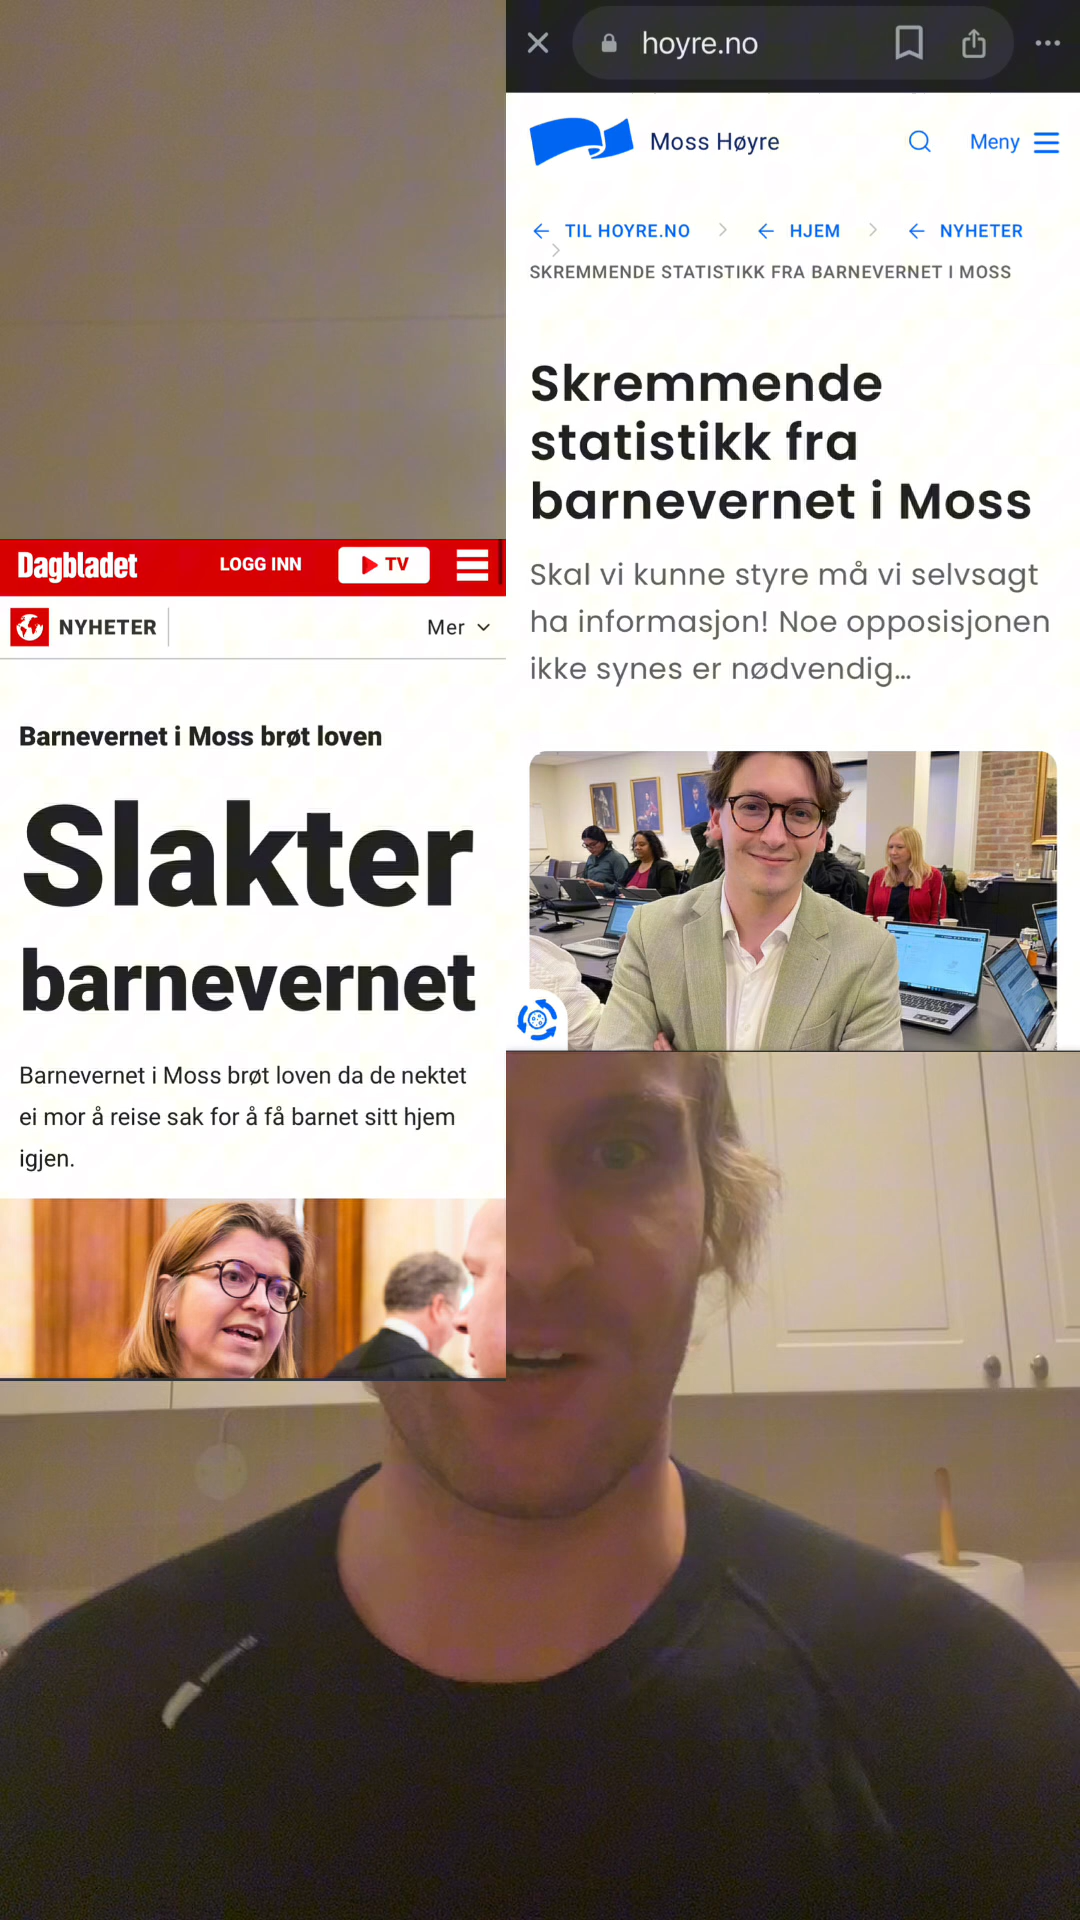 hoyre.no
Moss Høyre
Meny
TIL HOYRE.NO
HJEM
NYHETER
SKREMMENDE STATISTIKK FRA BARNEVERNET I MOSS
Skremmende
statistikk fra
barnevernet i Moss
Skal vi kunne styre må vi selvsagt
ha informasjon! Noe opposisjonen
ikke synes er nødvendig...
Dagbladet
LOGG INN
TV
NYHETER
Mer
Barnevernet i Moss brøt loven
Slakter
barnevernet
Barnevernet i Moss brøt loven da de nektet
ei mor å reise sak for å få barnet sitt hjem
igjen.